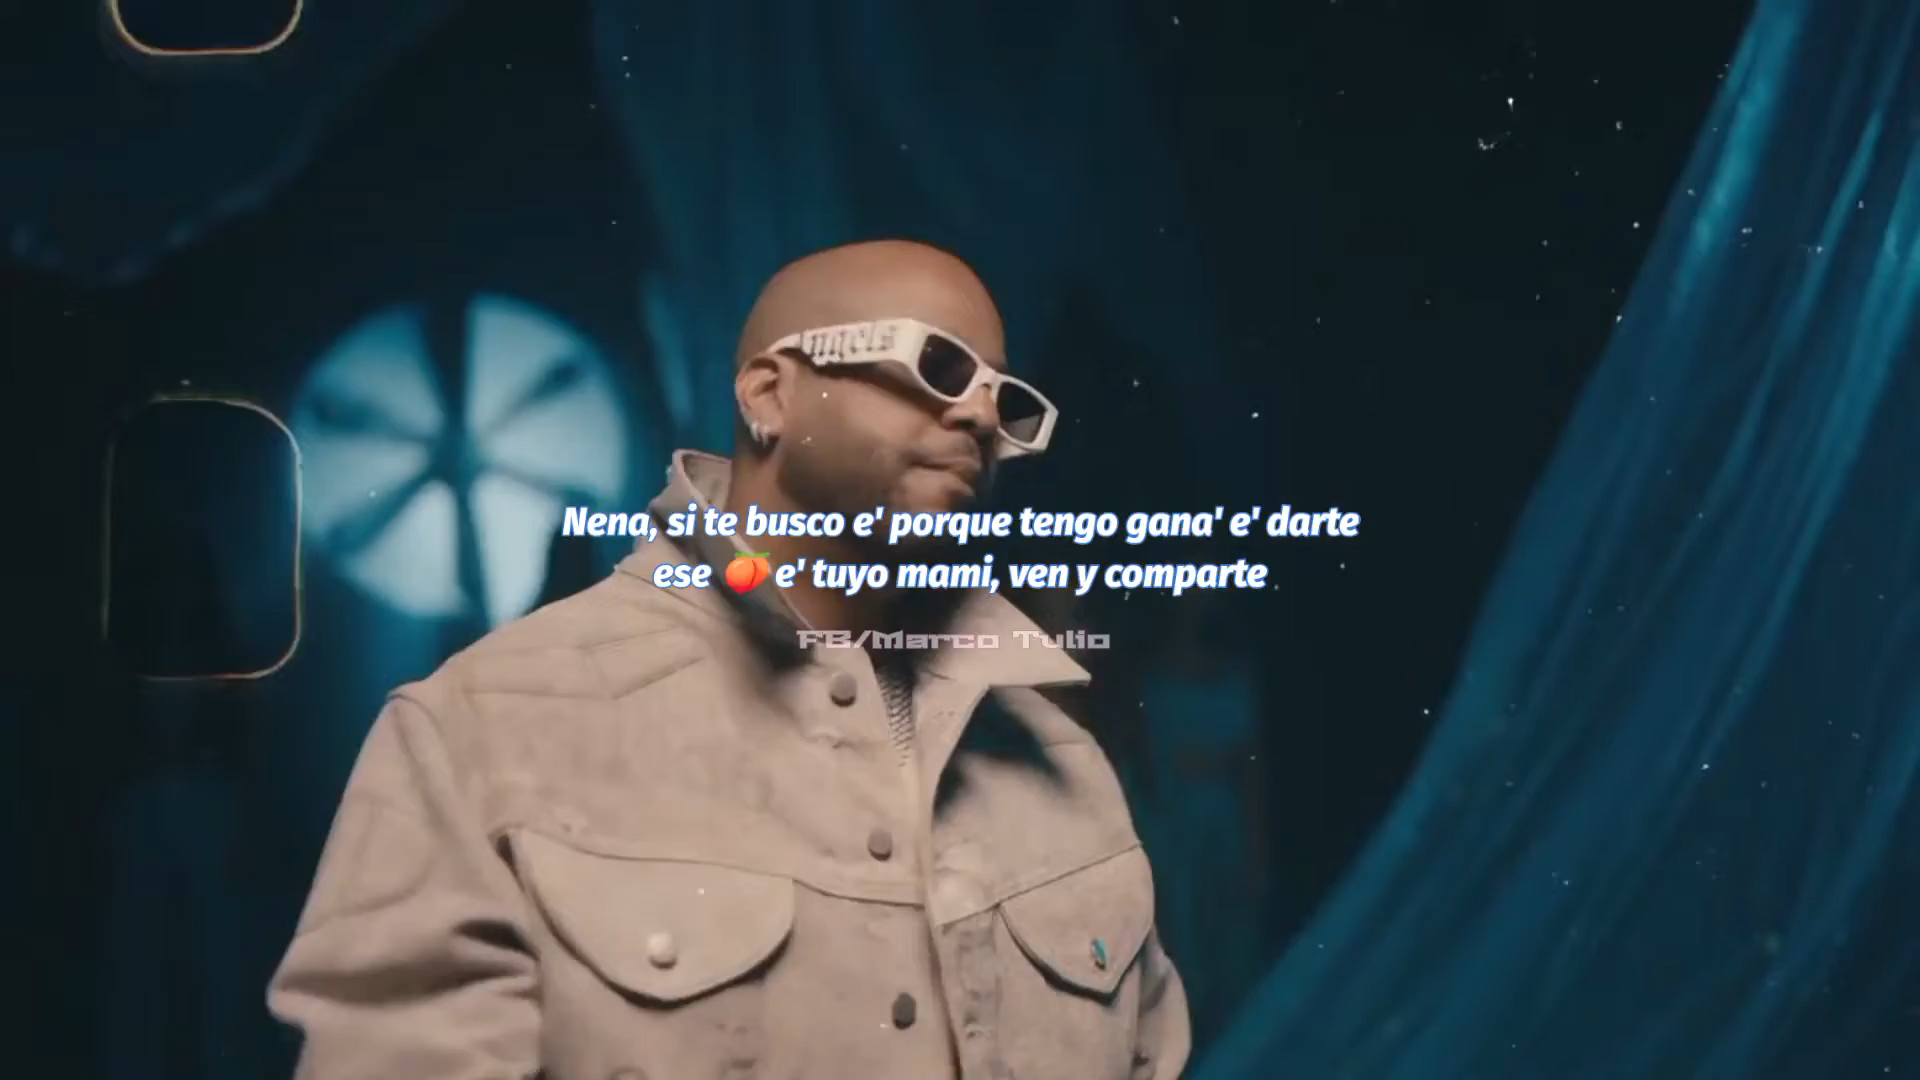 Nena, si te busco e' porque tengo gana' e' darte
ese 🍑 e' tuyo mami, ven y comparte
FB/Marco Tulio